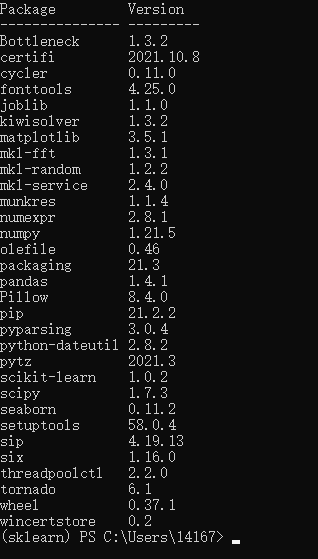 Package Version
--------------- ---------
Bottleneck 1.3.2
certifi 2021.10.8
cycler 0.11.0
fonttools 4.25.0
joblib 1.1.0
kiwisolver 1.3.2
matplotlib 3.5.1
mkl-fft 1.3.1
mkl-random 1.2.2
mkl-service 2.4.0
munkres 1.1.4
numexpr 2.8.1
numpy 1.21.5
olefile 0.46
packaging 21.3
pandas 1.4.1
Pillow 8.4.0
pip 21.2.2
pyparsing 3.0.4
python-dateutil 2.8.2
pytz 2021.3
scikit-learn 1.0.2
scipy 1.7.3
seaborn 0.11.2
setuptools 58.0.4
sip 4.19.13
six 1.16.0
threadpoolctl 2.2.0
tornado 6.1
wheel 0.37.1
wincertstore 0.2
(sklearn) PS C:\Users\14167>